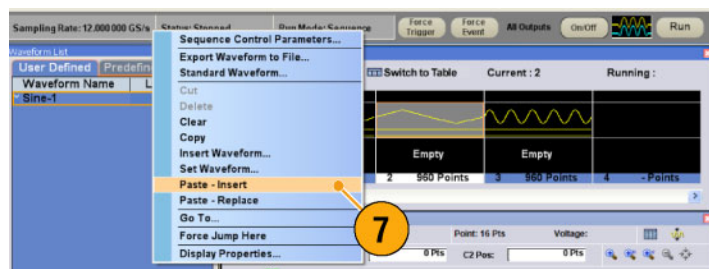 Sampling Rate: 12.000 000 GS/s Status: Stopped Run Mode: Sequence Force Trigger Force Event All Outputs On/Off Run
Waveform List
User Defined
Waveform Name L
Sine-1
Sequence Control Parameters...
Export Waveform to File...
Standard Waveform...
Cut
Delete
Clear
Copy
Insert Waveform...
Set Waveform...
Paste - Insert
Paste - Replace
Go To...
Force Jump Here
Display Properties...
7
Switch to Table Current : 2 Running :
Empty Empty
2 960 Points 3 960 Points 4 - Points
Point: 16 Pts Voltage:
0 Pts C2 Pos: 0 Pts